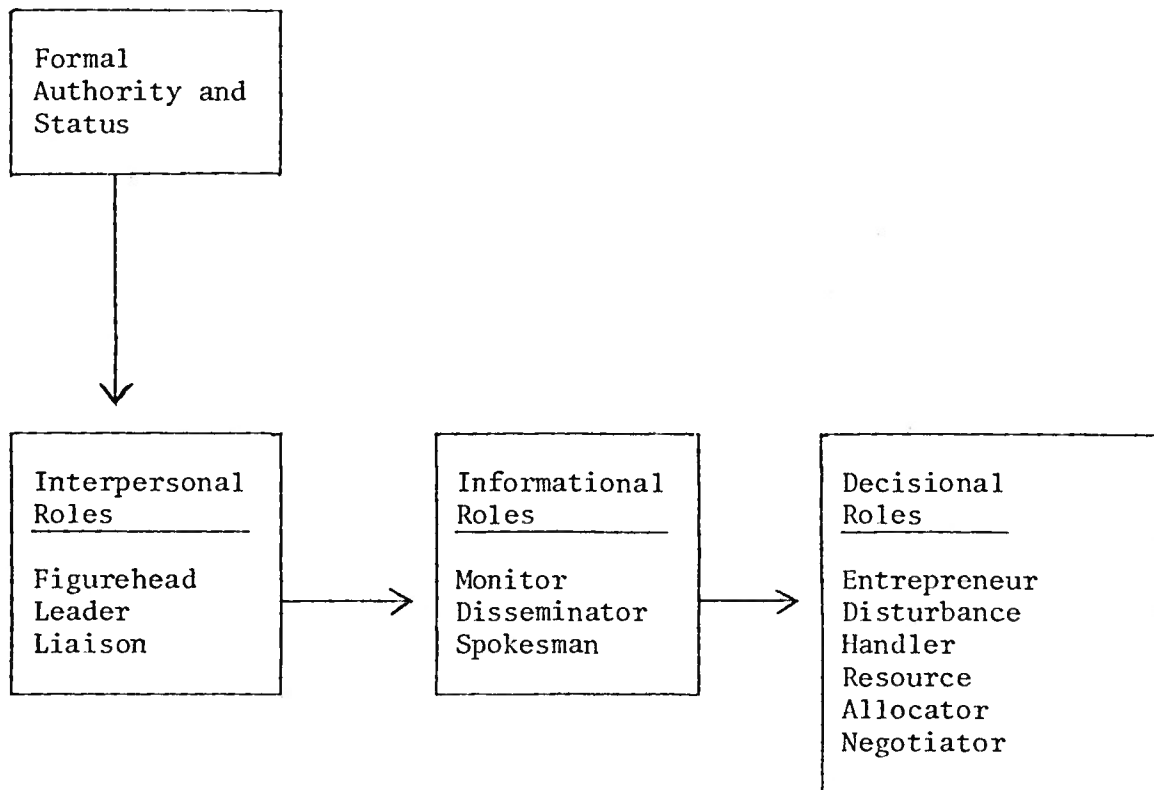 Formal
Authority and
Status
Interpersonal
Roles
Figurehead
Leader
Liaison
Informational
Roles
Monitor
Disseminator
Spokesman
Decisional
Roles
Entrepreneur
Disturbance
Handler
Resource
Allocator
Negotiator